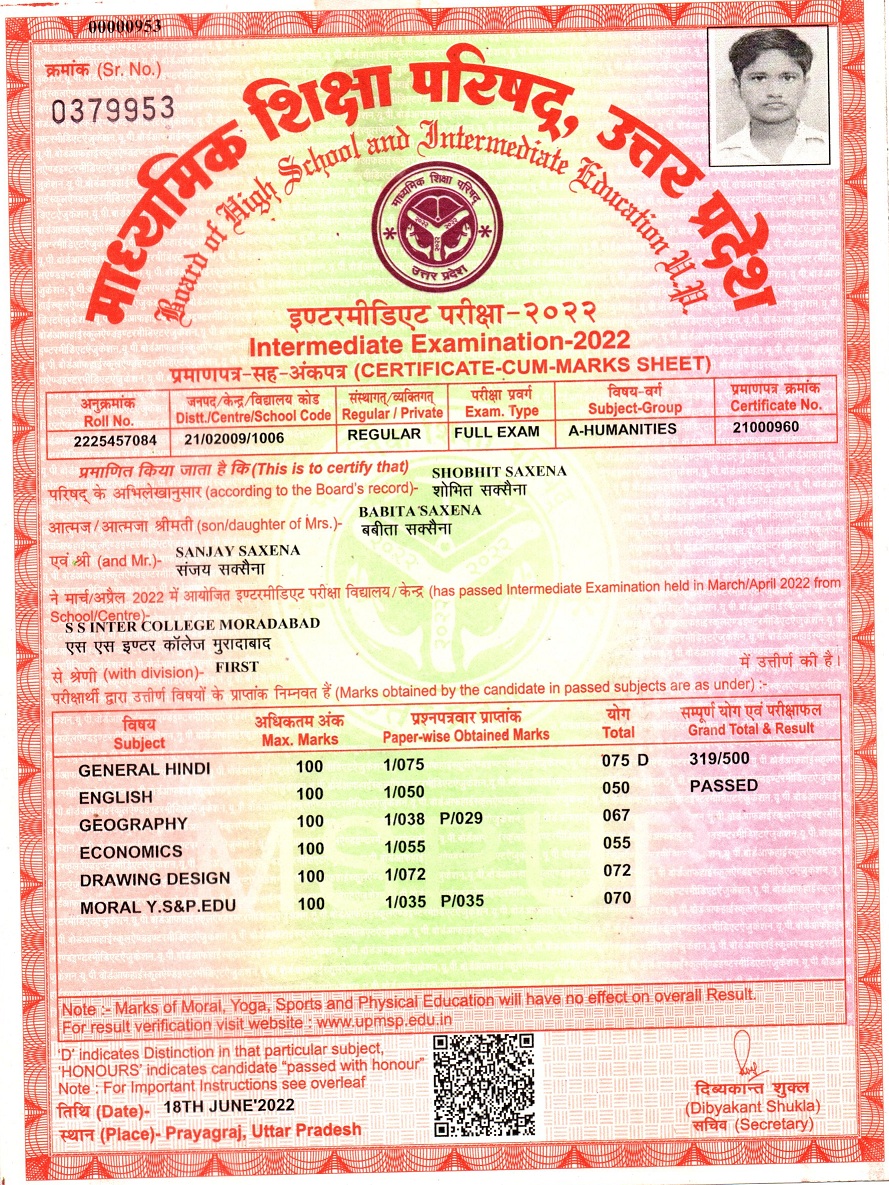 00000953
क्रमांक (Sr. No.)
0379953
माध्यमिक शिक्षा परिषद्, उत्तर प्रदेश
Board of High School and Intermediate Education U.P.
माध्यमिक शिक्षा परिषद्
उत्तर प्रदेश
इण्टरमीडिएट परीक्षा-२०२२
Intermediate Examination-2022
प्रमाणपत्र-सह-अंकपत्र (CERTIFICATE-CUM-MARKS SHEET)
अनुक्रमांक जनपद/केन्द्र/विद्यालय कोड संस्थागत/व्यक्तिगत परीक्षा प्रवर्ग विषय-वर्ग प्रमाणपत्र क्रमांक
Roll No. Distt./Centre/School Code Regular / Private Exam. Type Subject-Group Certificate No.
2225457084 21/02009/1006 REGULAR FULL EXAM A-HUMANITIES 21000960
प्रमाणित किया जाता है कि (This is to certify that) SHOBHIT SAXENA
परिषद् के अभिलेखानुसार (according to the Board's record)- शोभित सक्सैना
BABITA SAXENA
आत्मज/आत्मजा श्रीमती (son/daughter of Mrs.)- बबीता सक्सैना
एवं श्री (and Mr.)- SANJAY SAXENA
संजय सक्सैना
ने मार्च/अप्रैल 2022 में आयोजित इण्टरमीडिएट परीक्षा विद्यालय/केन्द्र (has passed Intermediate Examination held in March/April 2022 from
School/Centre)-
S S INTER COLLEGE MORADABAD
एस एस इण्टर कॉलेज मुरादाबाद
से श्रेणी (with division)- FIRST में उत्तीर्ण की है।
परीक्षार्थी द्वारा उत्तीर्ण विषयों के प्राप्तांक निम्नवत हैं (Marks obtained by the candidate in passed subjects are as under) :-
विषय अधिकतम अंक प्रश्नपत्रवार प्राप्तांक योग सम्पूर्ण योग एवं परीक्षाफल
Subject Max. Marks Paper-wise Obtained Marks Total Grand Total & Result
GENERAL HINDI 100 1/075 075 D 319/500
ENGLISH 100 1/050 050 PASSED
GEOGRAPHY 100 1/038 P/029 067
ECONOMICS 100 1/055 055
DRAWING DESIGN 100 1/072 072
MORAL Y.S&P.EDU 100 1/035 P/035 070
Note :- Marks of Moral, Yoga, Sports and Physical Education will have no effect on overall Result.
For result verification visit website : www.upmsp.edu.in
'D' indicates Distinction in that particular subject,
'HONOURS' indicates candidate "passed with honour"
Note : For Important Instructions see overleaf
तिथि (Date)- 18TH JUNE'2022
स्थान (Place)- Prayagraj, Uttar Pradesh
दिब्यकान्त शुक्ल
(Dibyakant Shukla)
सचिव (Secretary)